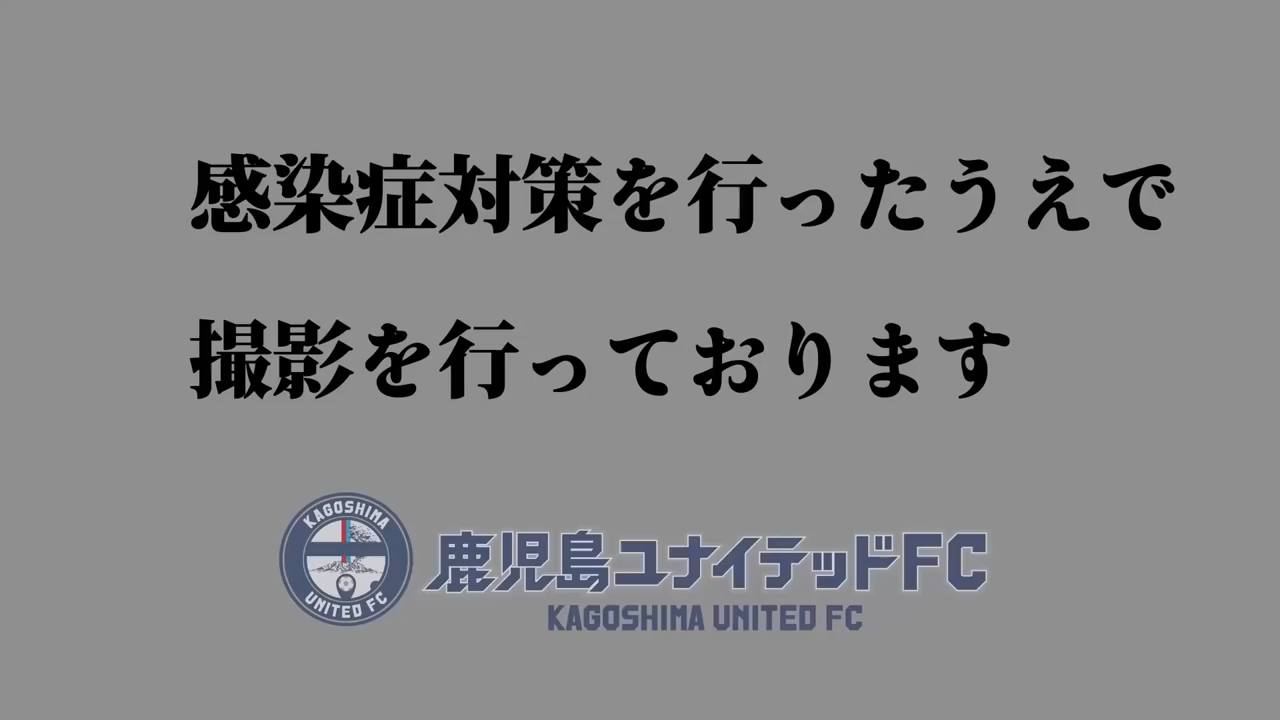 感染症対策を行ったうえで
撮影を行っております
KAGOSHIMA
UNITED FC
鹿児島ユナイテッドFC
KAGOSHIMA UNITED FC